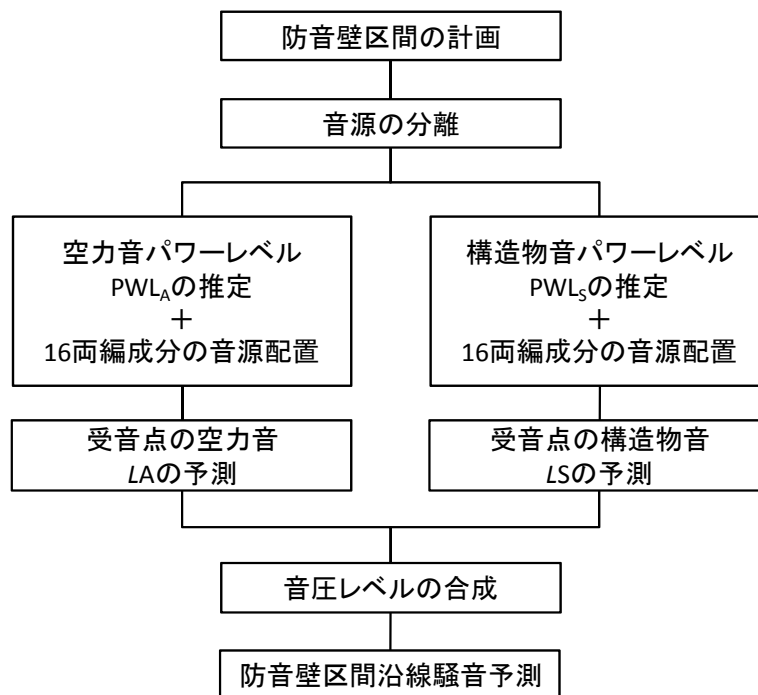 防音壁区間の計画
音源の分離
空力音パワーレベル
PWLAの推定
＋
16両編成分の音源配置
構造物音パワーレベル
PWLSの推定
＋
16両編成分の音源配置
受音点の空力音
LAの予測
受音点の構造物音
LSの予測
音圧レベルの合成
防音壁区間沿線騒音予測